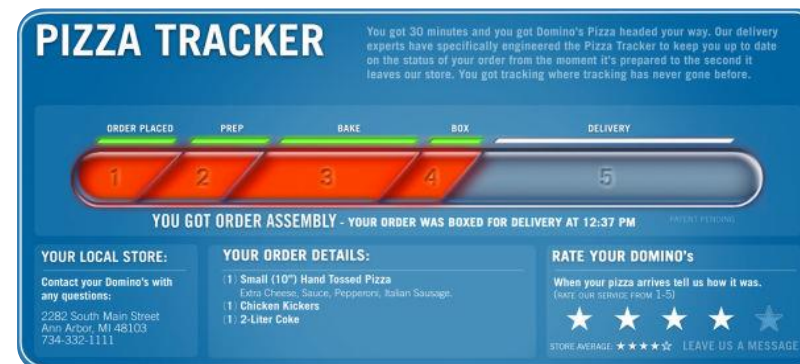 PIZZA TRACKER
You got 30 minutes and you got Domino's Pizza headed your way. Our delivery
experts have specifically engineered the Pizza Tracker to keep you up to date
on the status of your order from the moment it's prepared to the second it
leaves our store. You got tracking where tracking has never gone before.
ORDER PLACED PREP BAKE BOX DELIVERY
1 2 3 4 5
YOU GOT ORDER ASSEMBLY - YOUR ORDER WAS BOXED FOR DELIVERY AT 12:37 PM PATENT PENDING
YOUR LOCAL STORE:
Contact your Domino's with
any questions:
2282 South Main Street
Ann Arbor, MI 48103
734-332-1111
YOUR ORDER DETAILS:
(1) Small (10") Hand Tossed Pizza
Extra Cheese, Sauce, Pepperoni, Italian Sausage.
(1) Chicken Kickers
(1) 2-Liter Coke
RATE YOUR DOMINO's
When your pizza arrives tell us how it was.
(RATE OUR SERVICE FROM 1-5)
STORE AVERAGE: LEAVE US A MESSAGE